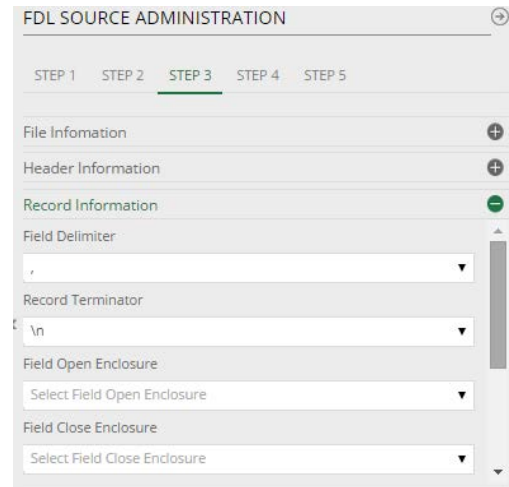 FDL SOURCE ADMINISTRATION
STEP 1 STEP 2 STEP 3 STEP 4 STEP 5
File Infomation
Header Information
Record Information
Field Delimiter
,
Record Terminator
\n
Field Open Enclosure
Select Field Open Enclosure
Field Close Enclosure
Select Field Close Enclosure